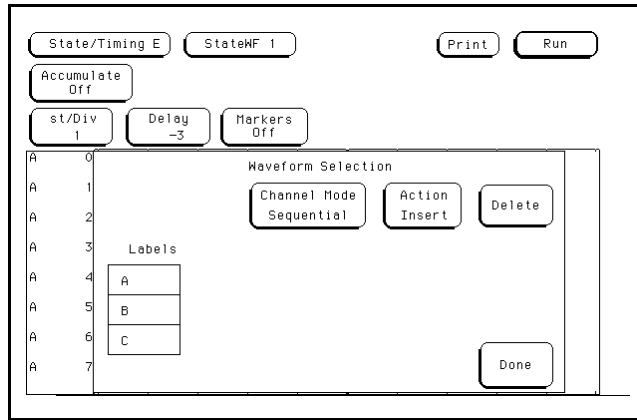 State/Timing E StateWF 1 Print Run
Accumulate
Off
st/Div
1
Delay
-3
Markers
Off
Waveform Selection
Channel Mode
Sequential
Action
Insert
Delete
A 0
A 1
A 2
A 3
A 4
A 5
A 6
A 7
Labels
A
B
C
Done